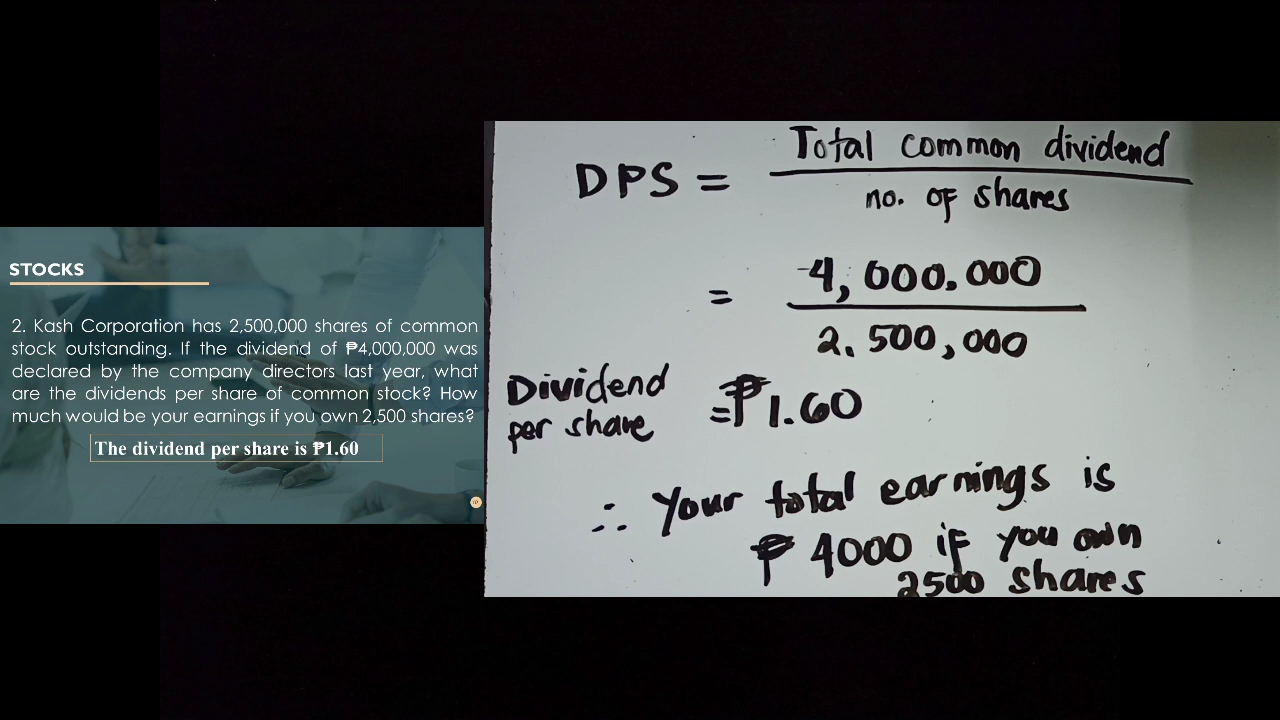 STOCKS
2. Kash Corporation has 2,500,000 shares of common
stock outstanding. If the dividend of ₱4,000,000 was
declared by the company directors last year, what
are the dividends per share of common stock? How
much would be your earnings if you own 2,500 shares?
The dividend per share is ₱1.60
DPS = Total common dividend
no. of shares
= 4,000.000
2.500,000
Dividend
per share = ₱1.60
∴ Your total earnings is
₱ 4000 if you own
2500 shares